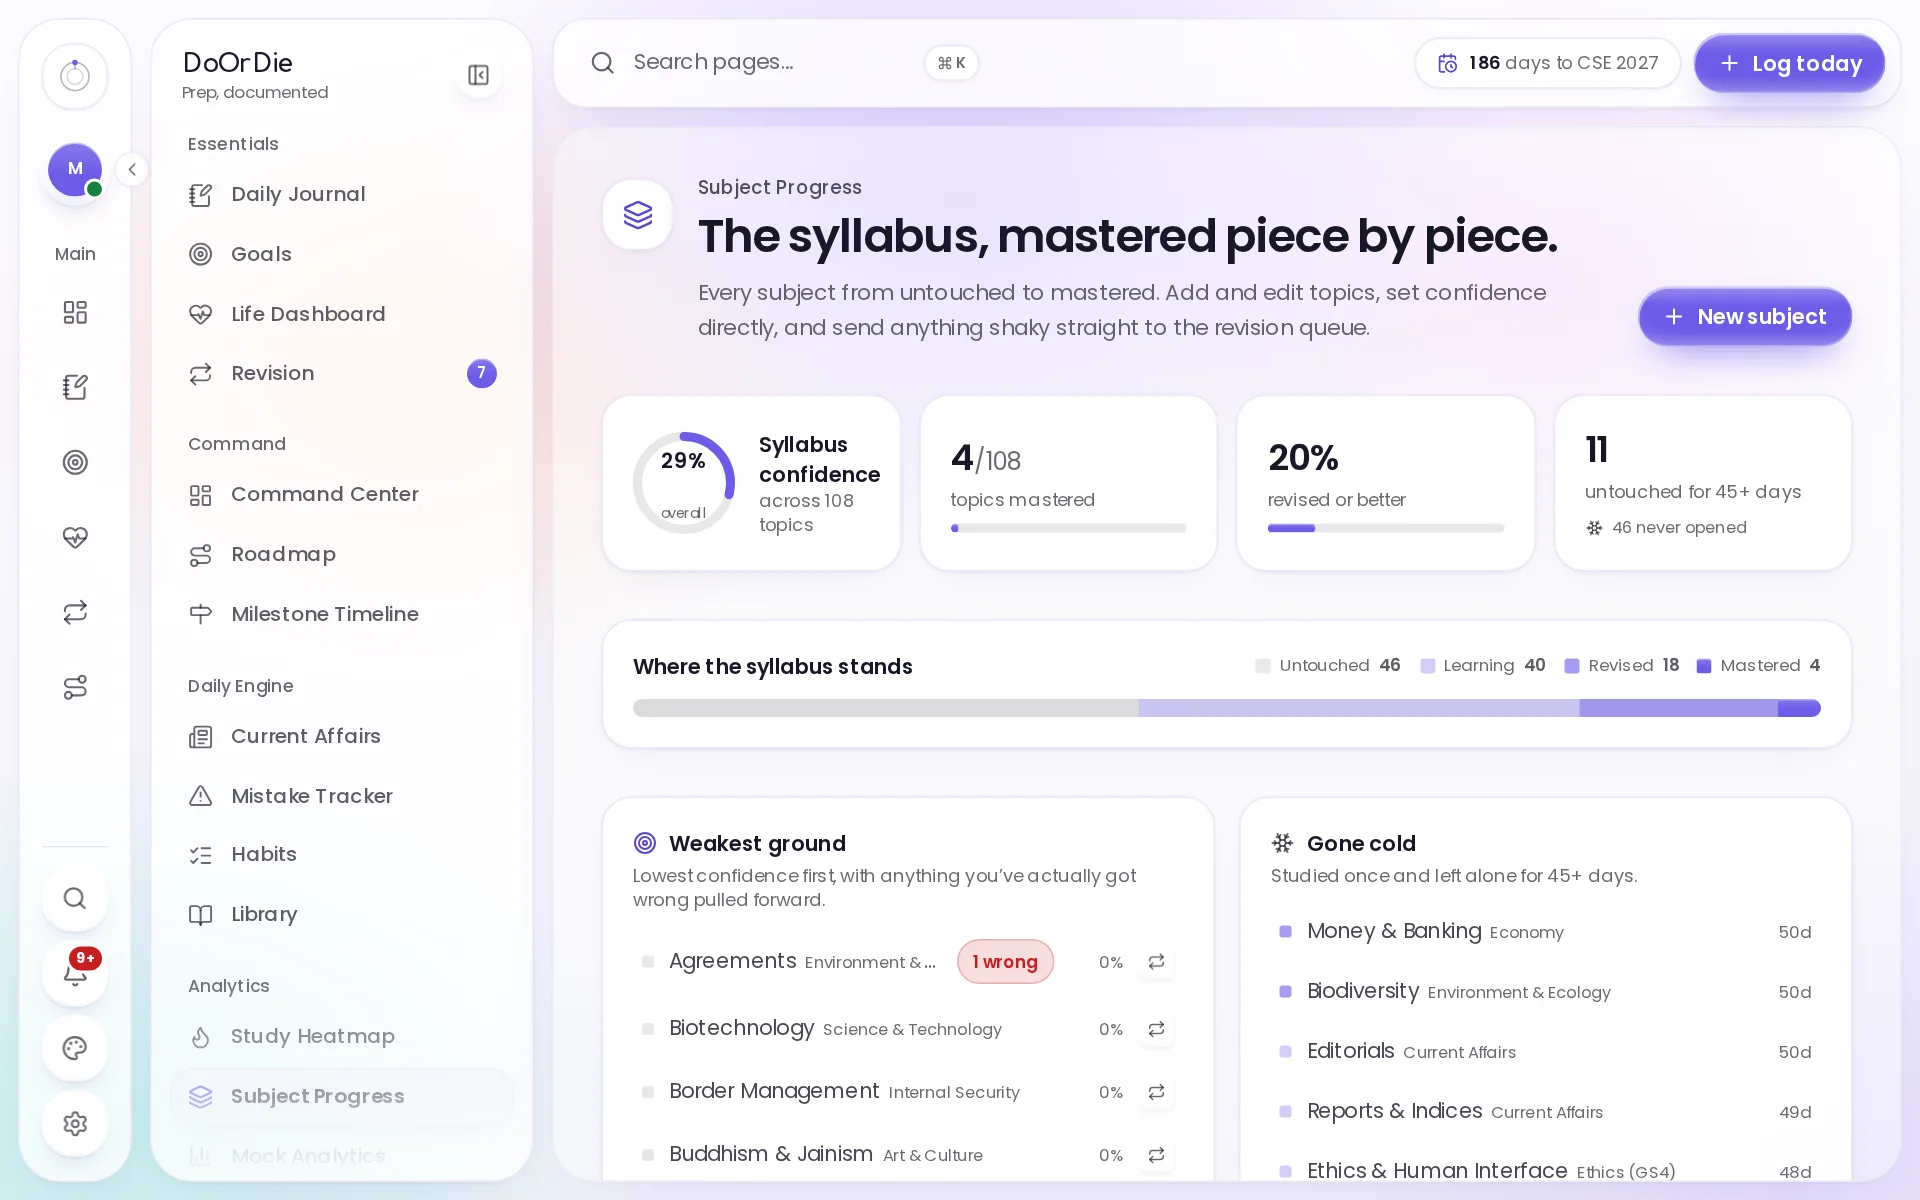 DoOrDie
Prep, documented
M
Main
9+
Essentials
Daily Journal
Goals
Life Dashboard
Revision 7
Command
Command Center
Roadmap
Milestone Timeline
Daily Engine
Current Affairs
Mistake Tracker
Habits
Library
Analytics
Study Heatmap
Subject Progress
Mock Analytics
Search pages... ⌘ K
186 days to CSE 2027
+ Log today
Subject Progress
The syllabus, mastered piece by piece.
Every subject from untouched to mastered. Add and edit topics, set confidence
directly, and send anything shaky straight to the revision queue.
+ New subject
29%
overall
Syllabus
confidence
across 108
topics
4/108
topics mastered
20%
revised or better
11
untouched for 45+ days
46 never opened
Where the syllabus stands
Untouched 46 Learning 40 Revised 18 Mastered 4
Weakest ground
Lowest confidence first, with anything you've actually got
wrong pulled forward.
Agreements Environment &... 1 wrong 0%
Biotechnology Science & Technology 0%
Border Management Internal Security 0%
Buddhism & Jainism Art & Culture 0%
Gone cold
Studied once and left alone for 45+ days.
Money & Banking Economy 50d
Biodiversity Environment & Ecology 50d
Editorials Current Affairs 50d
Reports & Indices Current Affairs 49d
Ethics & Human Interface Ethics (GS4) 48d